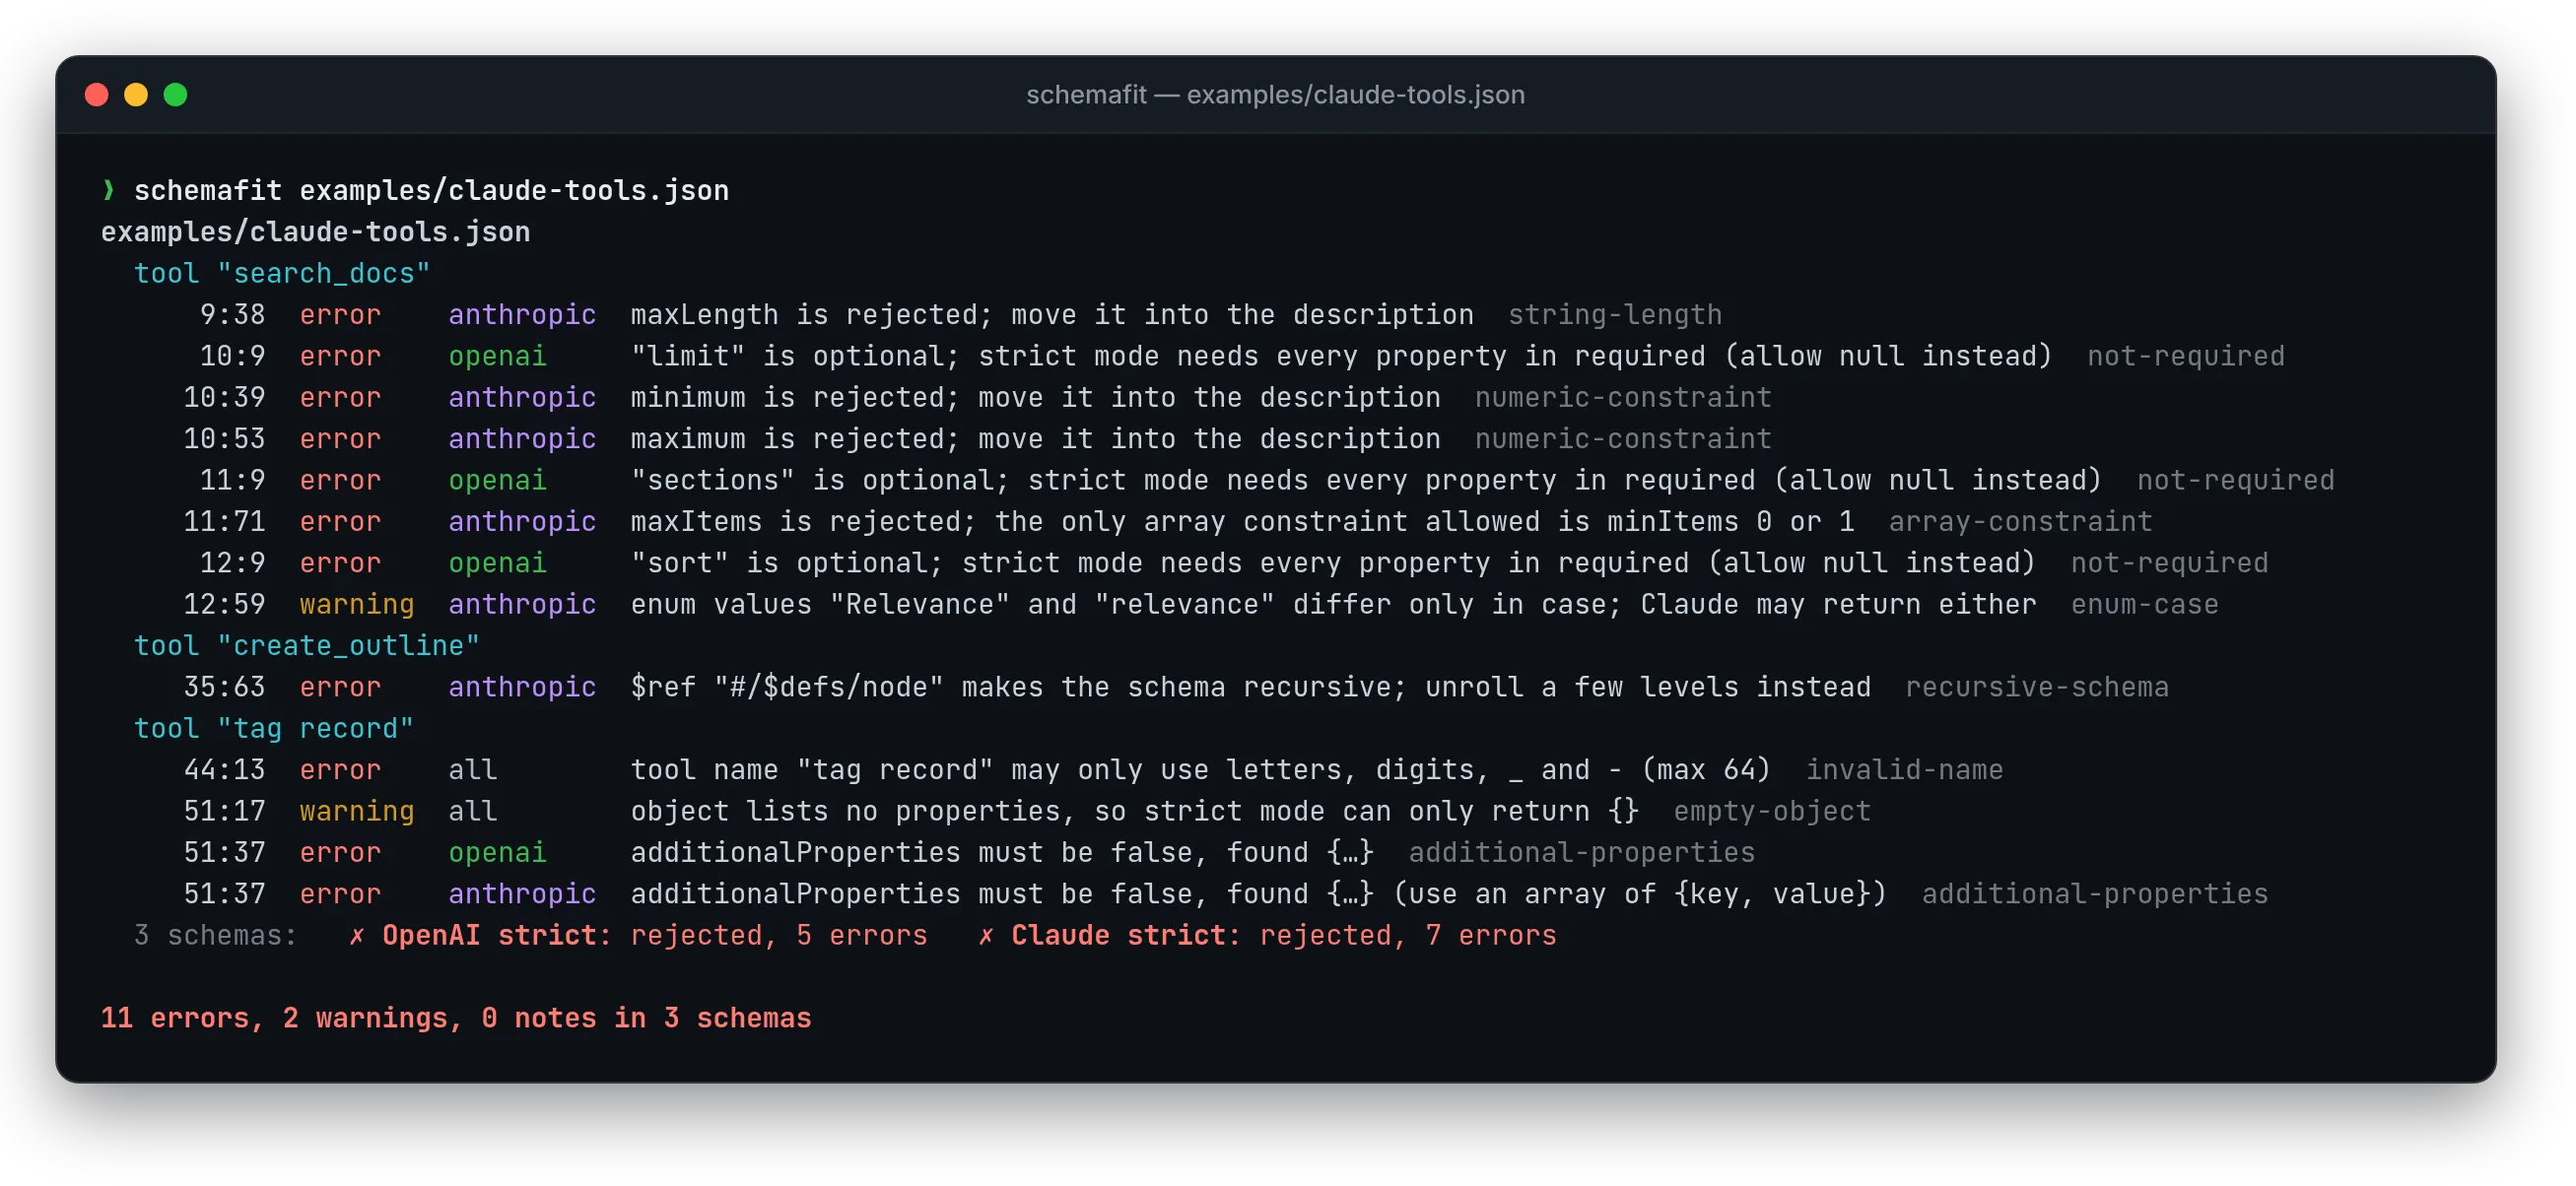 schemafit — examples/claude-tools.json
❯ schemafit examples/claude-tools.json
examples/claude-tools.json
tool "search_docs"
9:38 error anthropic maxLength is rejected; move it into the description string-length
10:9 error openai "limit" is optional; strict mode needs every property in required (allow null instead) not-required
10:39 error anthropic minimum is rejected; move it into the description numeric-constraint
10:53 error anthropic maximum is rejected; move it into the description numeric-constraint
11:9 error openai "sections" is optional; strict mode needs every property in required (allow null instead) not-required
11:71 error anthropic maxItems is rejected; the only array constraint allowed is minItems 0 or 1 array-constraint
12:9 error openai "sort" is optional; strict mode needs every property in required (allow null instead) not-required
12:59 warning anthropic enum values "Relevance" and "relevance" differ only in case; Claude may return either enum-case
tool "create_outline"
35:63 error anthropic $ref "#/$defs/node" makes the schema recursive; unroll a few levels instead recursive-schema
tool "tag record"
44:13 error all tool name "tag record" may only use letters, digits, _ and - (max 64) invalid-name
51:17 warning all object lists no properties, so strict mode can only return {} empty-object
51:37 error openai additionalProperties must be false, found {…} additional-properties
51:37 error anthropic additionalProperties must be false, found {…} (use an array of {key, value}) additional-properties
3 schemas: ✗ OpenAI strict: rejected, 5 errors ✗ Claude strict: rejected, 7 errors
11 errors, 2 warnings, 0 notes in 3 schemas